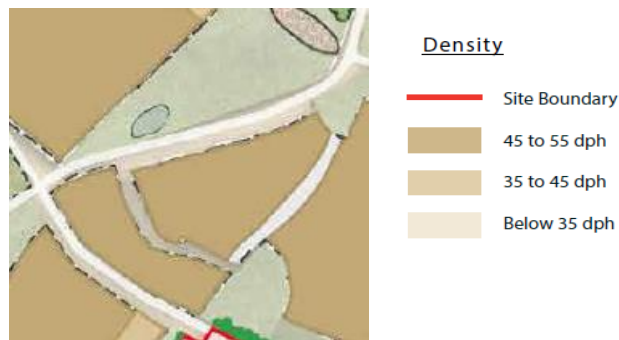 Density
Site Boundary
45 to 55 dph
35 to 45 dph
Below 35 dph